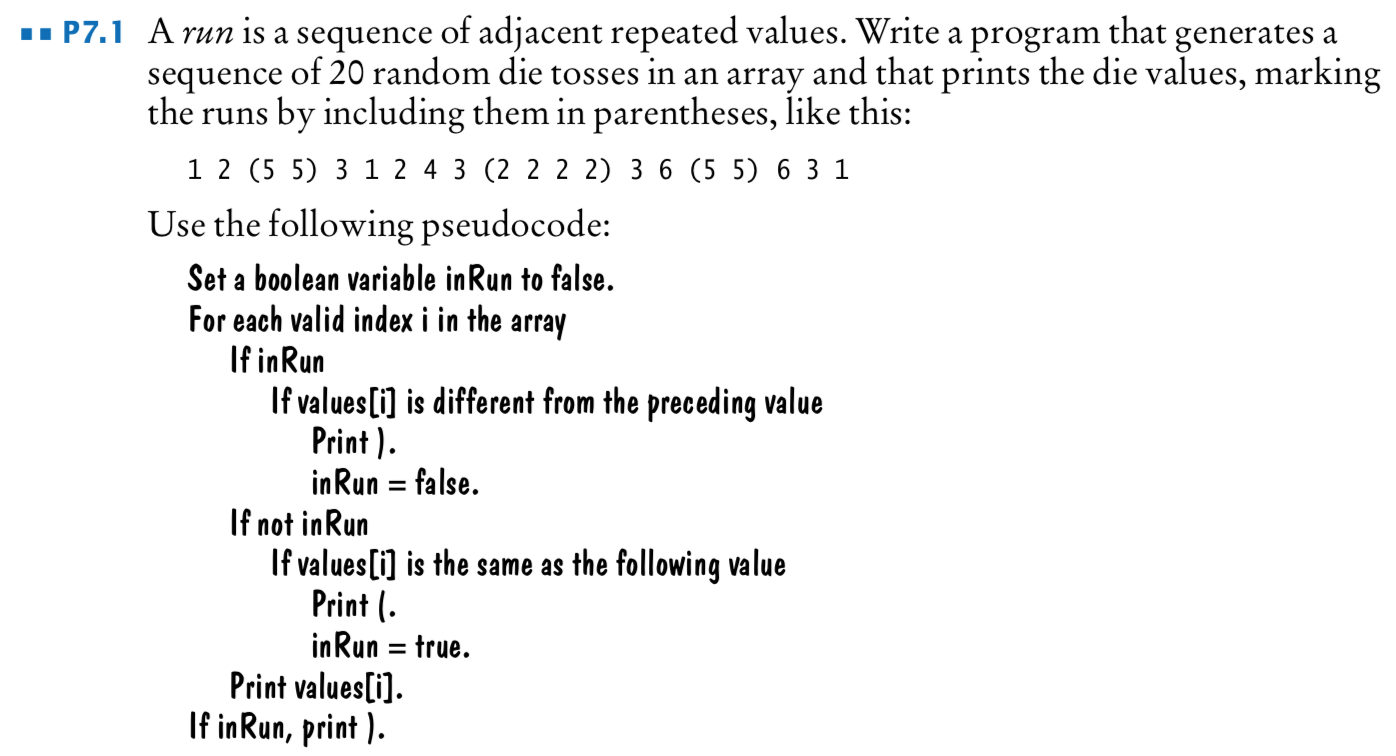 P7.1 A run is a sequence of adjacent repeated values. Write a program that generates a
sequence of 20 random die tosses in an array and that prints the die values, marking
the runs by including them in parentheses, like this:
1 2 (5 5) 3 1 2 4 3 (2 2 2 2) 3 6 (5 5) 6 3 1
Use the following pseudocode:
Set a boolean variable inRun to false.
For each valid index i in the array
If inRun
If values[i] is different from the preceding value
Print ).
inRun = false.
If not inRun
If values[i] is the same as the following value
Print (.
inRun = true.
Print values[i].
If inRun, print ).